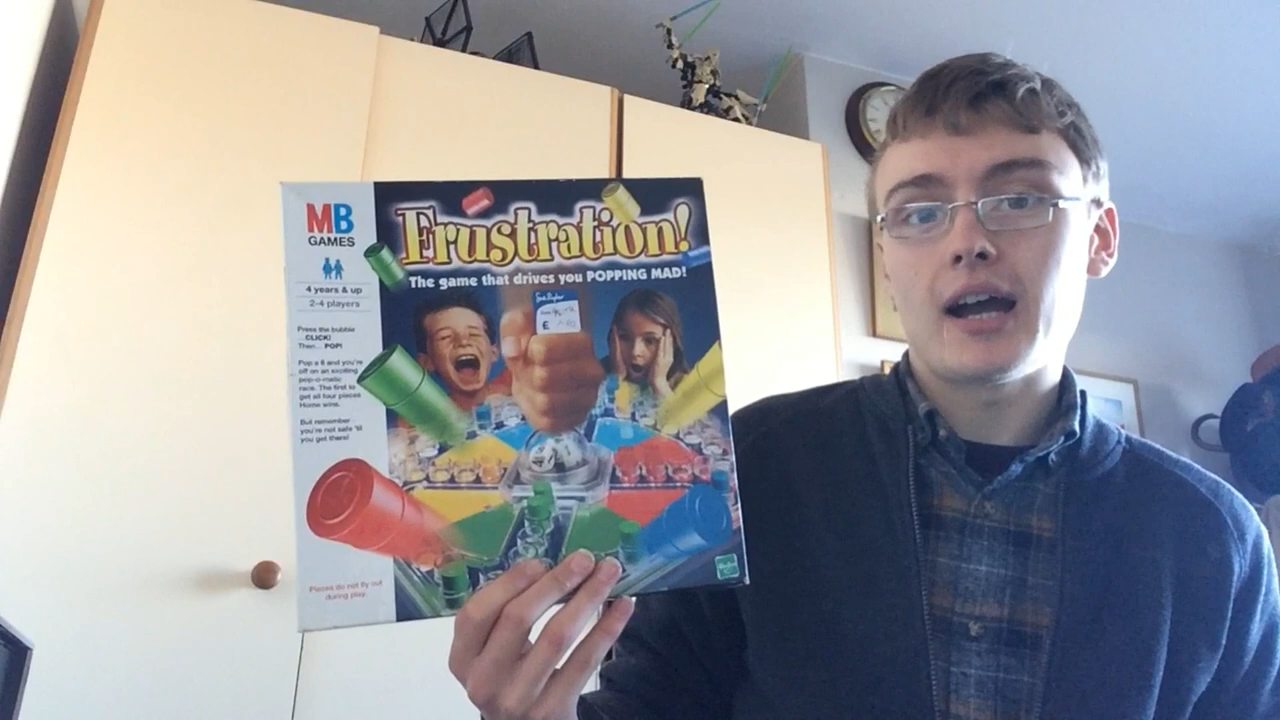 MB
GAMES
4 years & up
2-4 players
Press the bubble
...CLICK!
Then... POP!
Pop a 6 and you're
off on an exciting
pop-o-matic
race. The first to
get all four pieces
Home wins.
But remember
you're not safe 'til
you get there!
Pieces do not fly out
during play.
Frustration!
The game that drives you POPPING MAD!
£
Hasbro